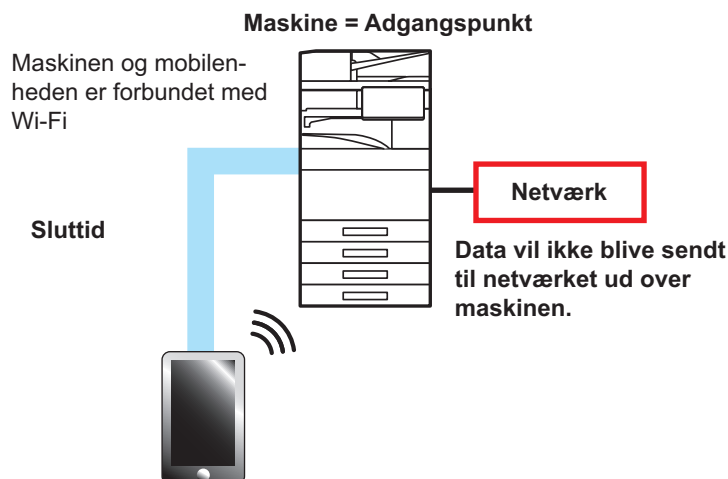 Maskine = Adgangspunkt
Maskinen og mobilen-
heden er forbundet med
Wi-Fi
Netværk
Sluttid
Data vil ikke blive sendt
til netværket ud over
maskinen.